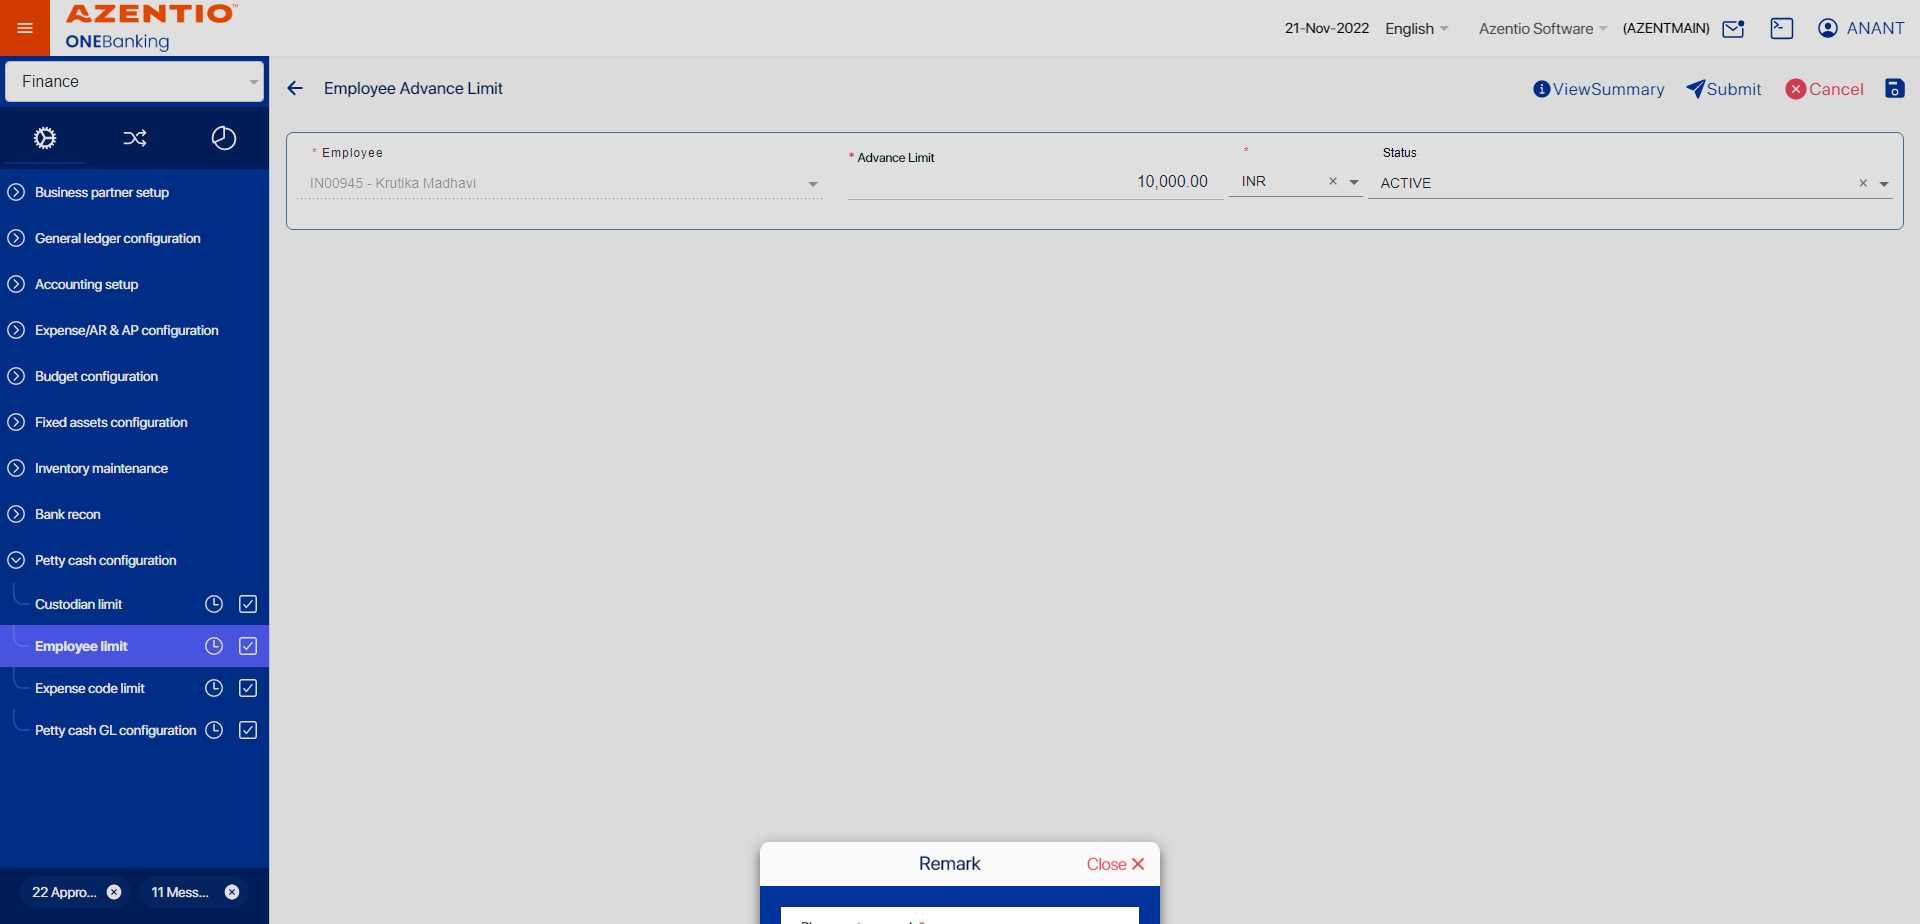 AZENTIO™
ONEBanking
21-Nov-2022 English Azentio Software (AZENTMAIN) ANANT
Finance
Employee Advance Limit
ViewSummary Submit Cancel
* Employee
* Advance Limit
*
Status
IN00945 - Krutika Madhavi
10,000.00
INR × 
ACTIVE ×
Business partner setup
General ledger configuration
Accounting setup
Expense/AR & AP configuration
Budget configuration
Fixed assets configuration
Inventory maintenance
Bank recon
Petty cash configuration
Custodian limit
Employee limit
Expense code limit
Petty cash GL configuration
22 Appro...
11 Mess...
Remark
Close